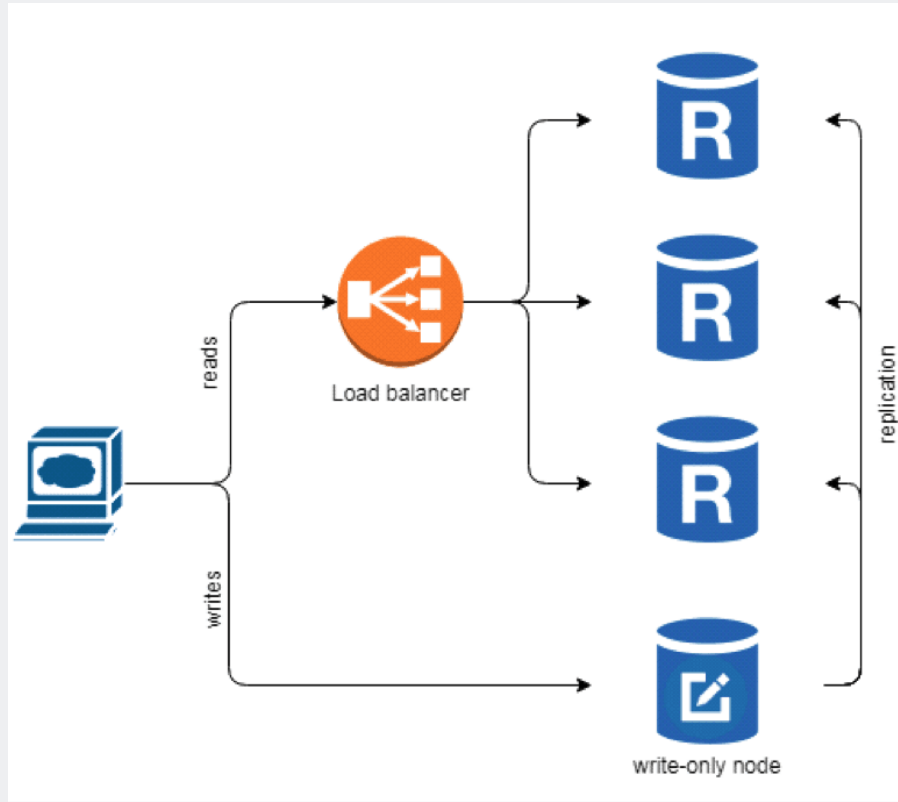 R
R
reads
Load balancer
replication
R
writes
write-only node